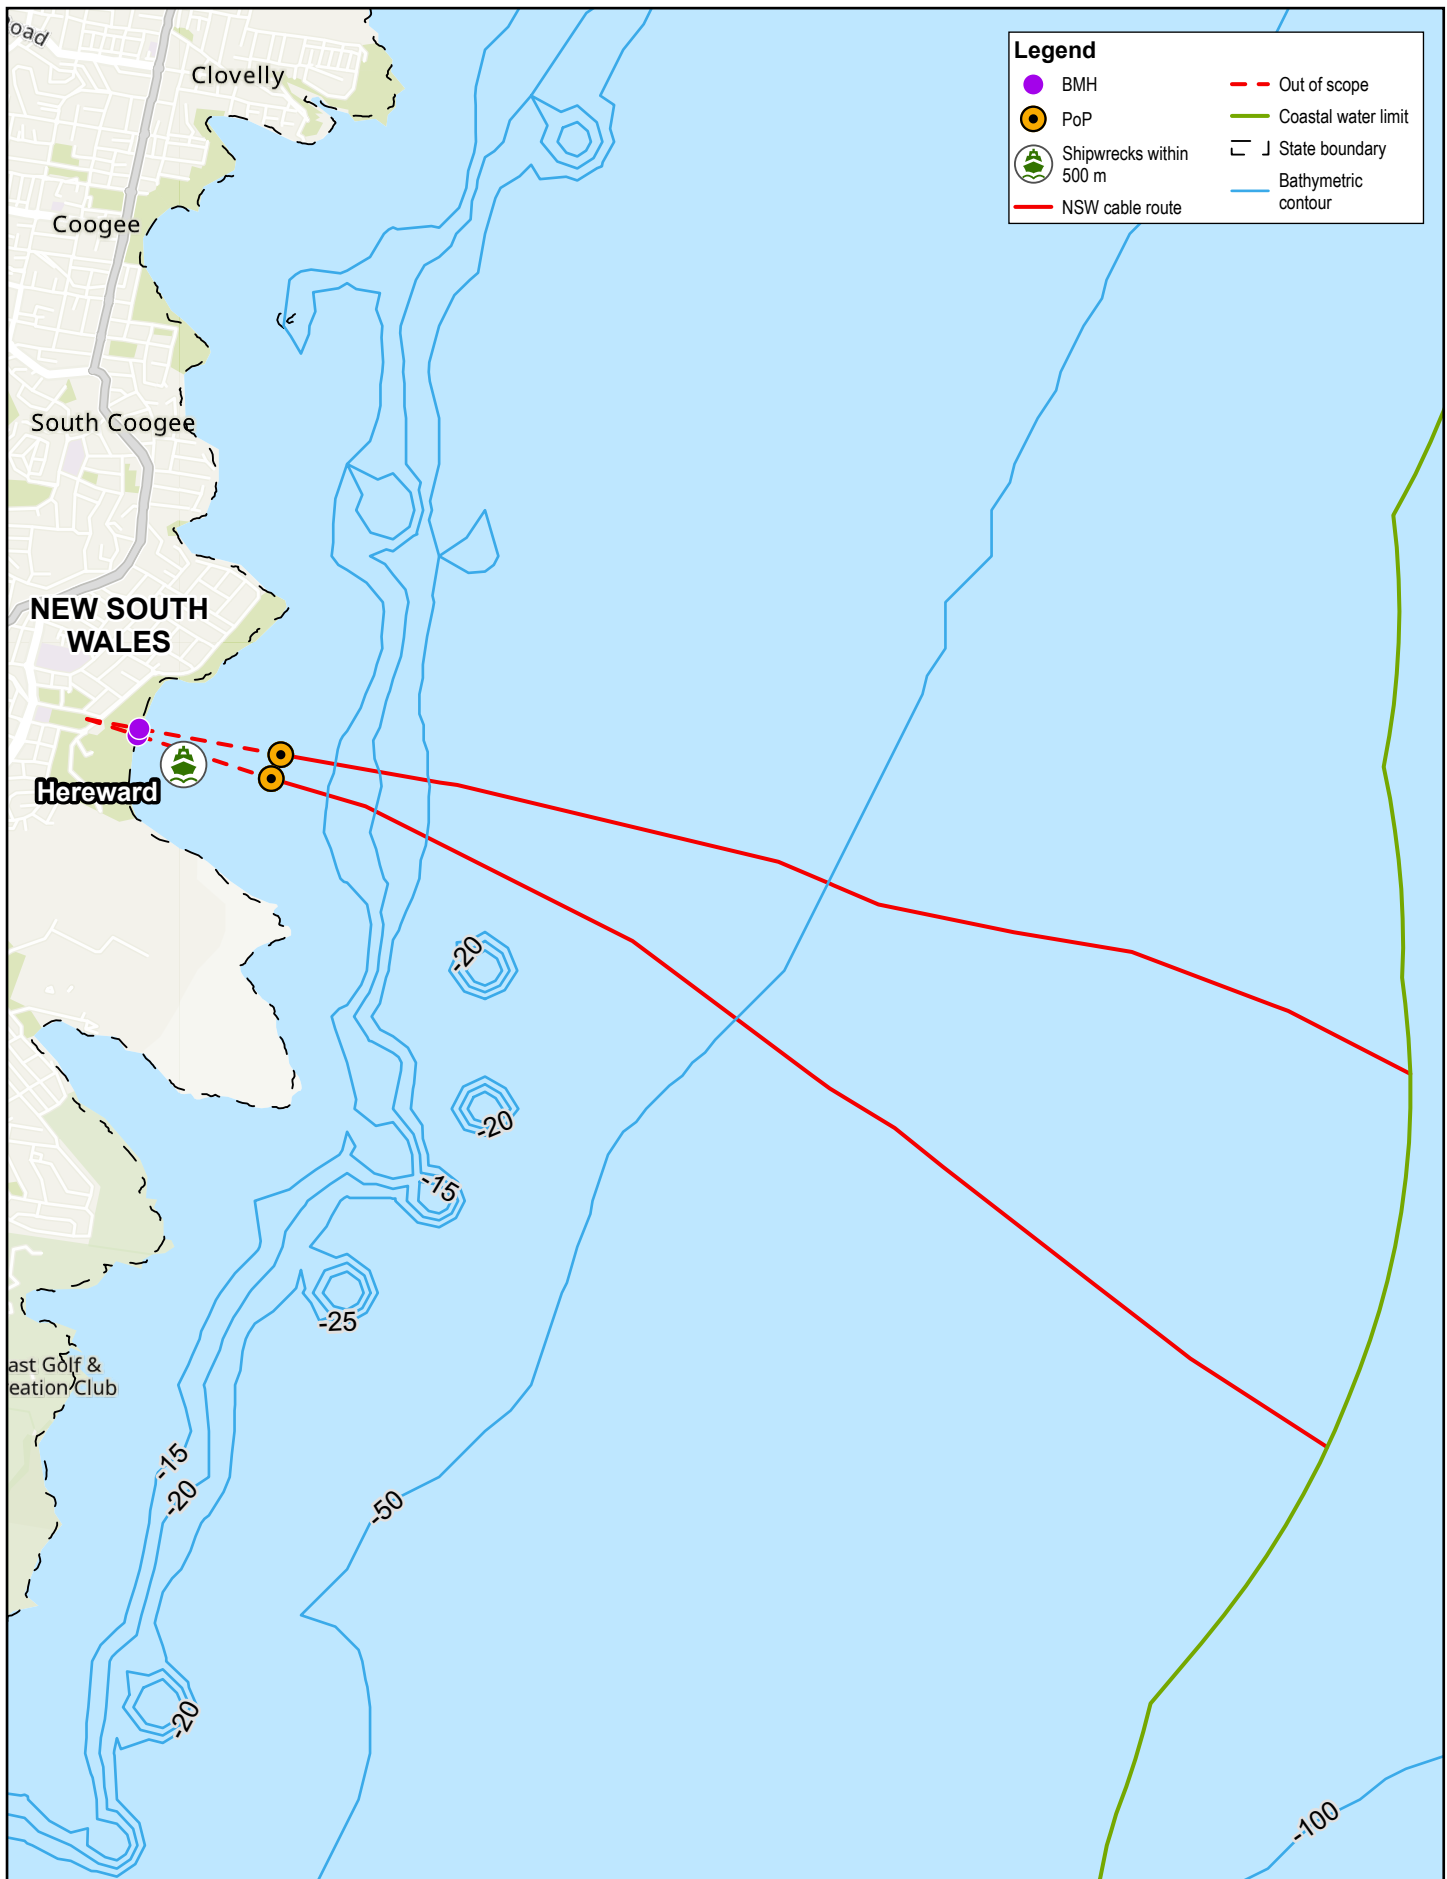 oad
Clovelly
Legend
BMH
PoP
Shipwrecks within
500 m
NSW cable route
Out of scope
Coastal water limit
State boundary
Bathymetric
contour
Coogee
South Coogee
NEW SOUTH
WALES
Hereward
-20
-20
-15
-25
ast Golf &
eation Club
-15
-20
-50
-20
-100